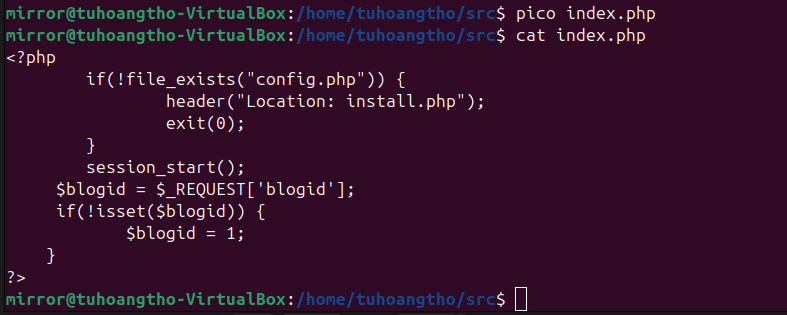 mirror@tuhoangtho-VirtualBox:/home/tuhoangtho/src$ pico index.php
mirror@tuhoangtho-VirtualBox:/home/tuhoangtho/src$ cat index.php
<?php
        if(!file_exists("config.php")) {
                header("Location: install.php");
                exit(0);
        }
        session_start();
     $blogid = $_REQUEST['blogid'];
     if(!isset($blogid)) {
            $blogid = 1;
    }
?>
mirror@tuhoangtho-VirtualBox:/home/tuhoangtho/src$